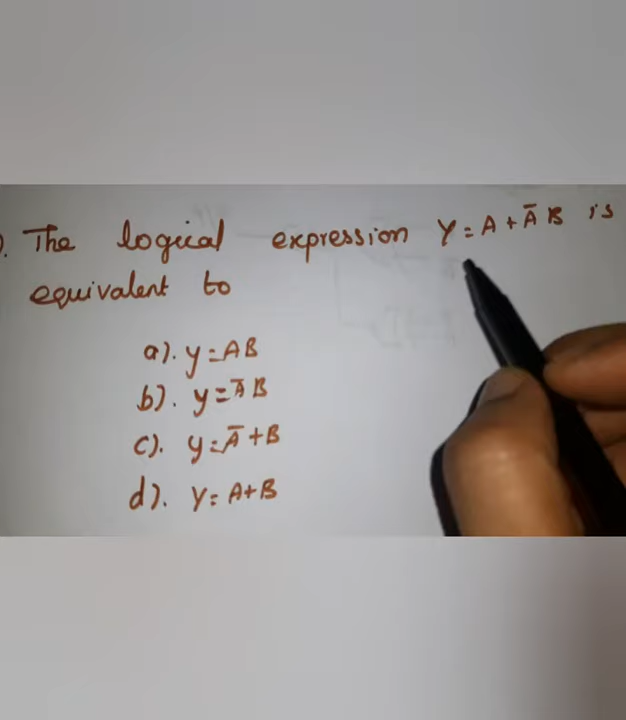 ). The logical expression Y = A + A̅ B is
equivalent to
a). y = AB
b). y = A̅ B
c). y = A̅ + B
d). Y = A + B